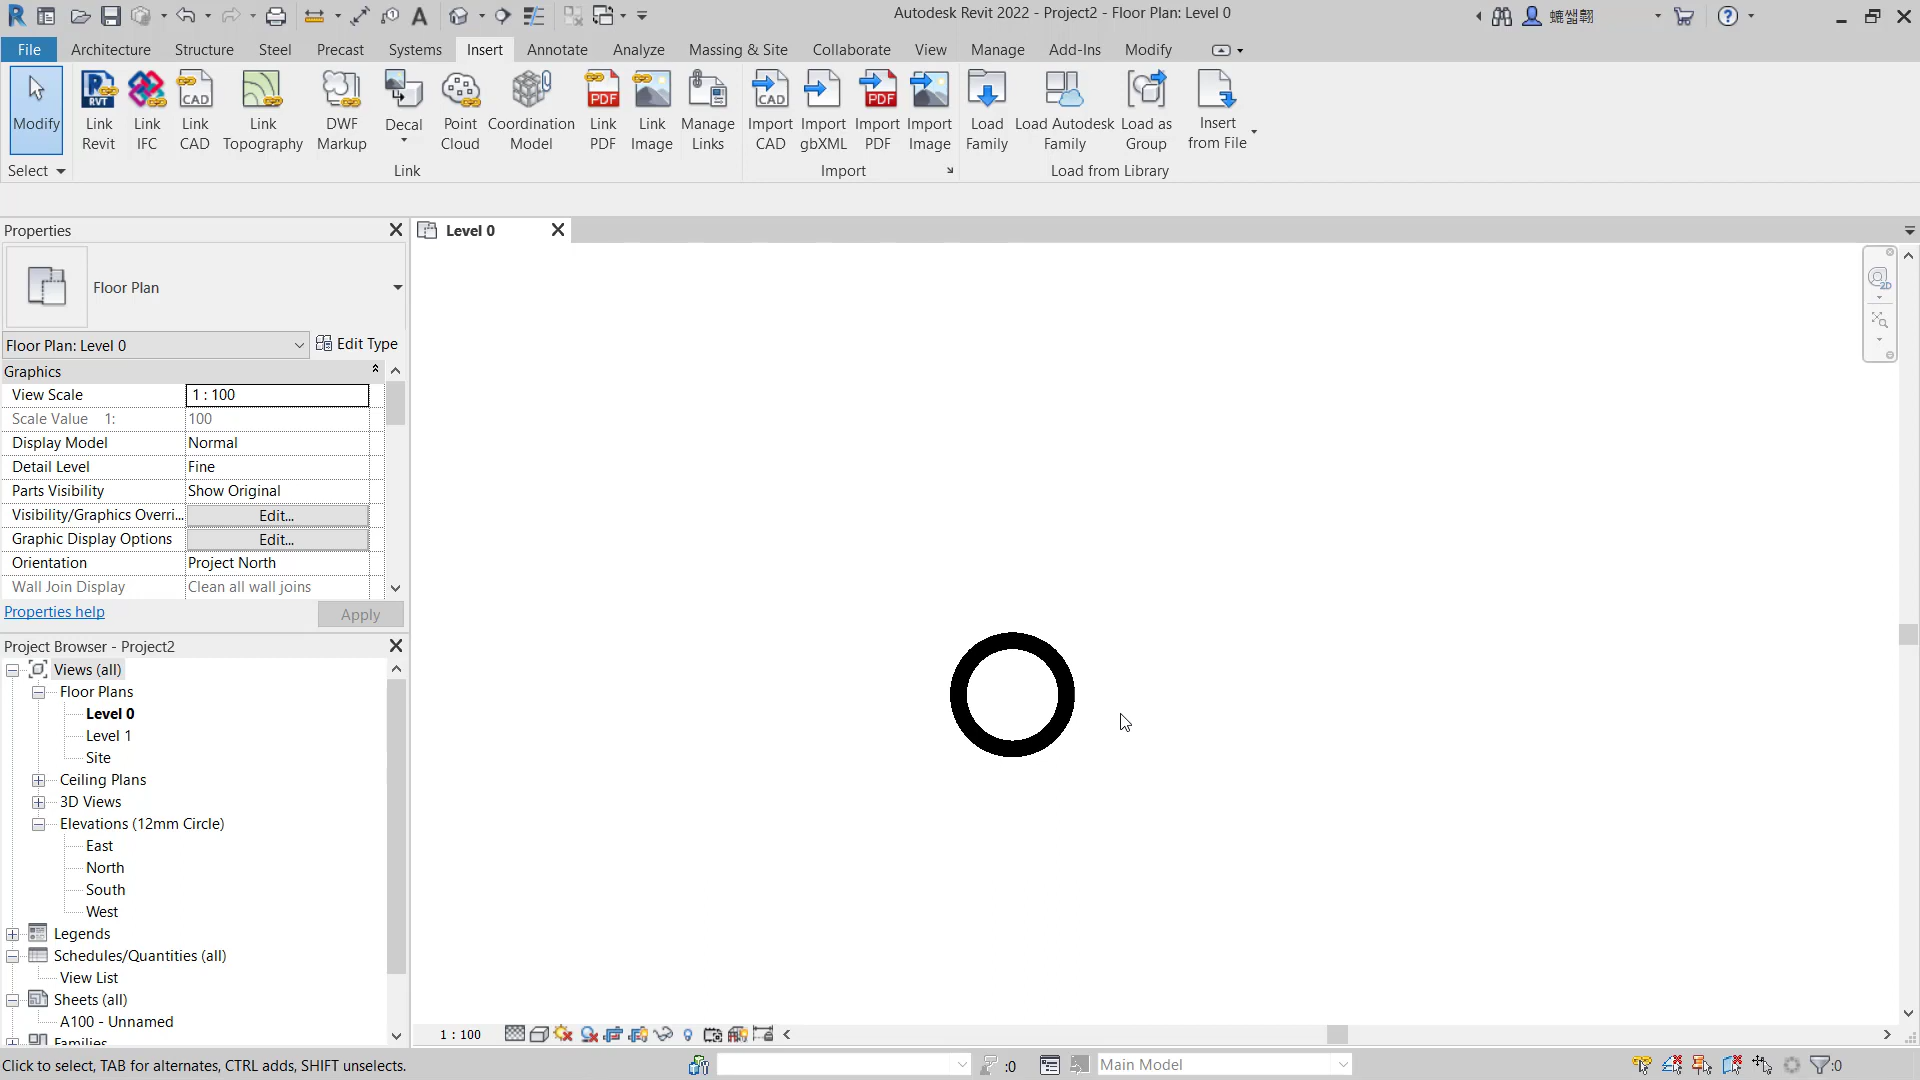 Autodesk Revit 2022 - Project2 - Floor Plan: Level 0
File Architecture Structure Steel Precast Systems Insert Annotate Analyze Massing & Site Collaborate View Manage Add-Ins Modify
Modify
Link Revit
Link IFC
Link CAD
Link Topography
DWF Markup
Decal
Point Cloud
Coordination Model
Link PDF
Link Image
Manage Links
Import CAD
Import gbXML
Import PDF
Import Image
Load Family
Load Autodesk Family
Load as Group
Insert from File
Select Link Import Load from Library
Properties
Level 0
Floor Plan
Floor Plan: Level 0 Edit Type
Graphics
View Scale 1 : 100
Scale Value 1: 100
Display Model Normal
Detail Level Fine
Parts Visibility Show Original
Visibility/Graphics Overri... Edit...
Graphic Display Options Edit...
Orientation Project North
Wall Join Display Clean all wall joins
Properties help Apply
Project Browser - Project2
Views (all)
Floor Plans
Level 0
Level 1
Site
Ceiling Plans
3D Views
Elevations (12mm Circle)
East
North
South
West
Legends
Schedules/Quantities (all)
View List
Sheets (all)
A100 - Unnamed
Families
1 : 100
Click to select, TAB for alternates, CTRL adds, SHIFT unselects.
:0
Main Model
:0